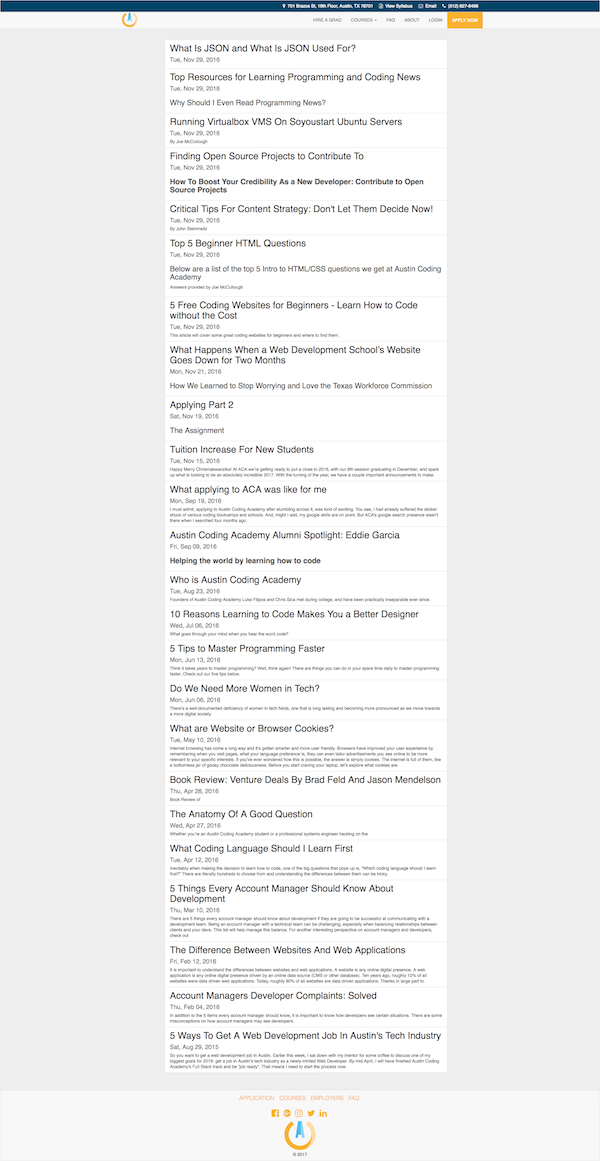 701 Brazos St, 16th Floor, Austin, TX 78701 View Syllabus Email (512) 827-8498
HIRE A GRAD COURSES FAQ ABOUT LOGIN APPLY NOW
What Is JSON and What Is JSON Used For?
Tue, Nov 29, 2016
Top Resources for Learning Programming and Coding News
Tue, Nov 29, 2016
Why Should I Even Read Programming News?
Running Virtualbox VMS On Soyoustart Ubuntu Servers
Tue, Nov 29, 2016
By Joe McCullough
Finding Open Source Projects to Contribute To
Tue, Nov 29, 2016
How To Boost Your Credibility As a New Developer: Contribute to Open
Source Projects
Critical Tips For Content Strategy: Don't Let Them Decide Now!
Tue, Nov 29, 2016
By John Steinmetz
Top 5 Beginner HTML Questions
Tue, Nov 29, 2016
Below are a list of the top 5 Intro to HTML/CSS questions we get at Austin Coding
Academy
Answers provided by Joe McCullough
5 Free Coding Websites for Beginners - Learn How to Code
without the Cost
Tue, Nov 29, 2016
This article will cover some great coding websites for beginners and where to find them.
What Happens When a Web Development School's Website
Goes Down for Two Months
Mon, Nov 21, 2016
How We Learned to Stop Worrying and Love the Texas Workforce Commission
Applying Part 2
Sat, Nov 19, 2016
The Assignment
Tuition Increase For New Students
Tue, Nov 15, 2016
Happy Merry Chrismakwanzika! At ACA we're getting ready to put a close to 2016, with our 8th session graduating in December, and spark
up what is looking to be an absolutely incredible 2017. With the turning of the year, we have a couple important announcements to make.
What applying to ACA was like for me
Mon, Sep 19, 2016
I must admit, applying to Austin Coding Academy after stumbling across it, was kind of exciting. You see, I had already suffered the sticker
shock of various coding bootcamps and schools. And, might I add, my google skills are on point. But ACA's google search presence wasn't
there when I searched four months ago.
Austin Coding Academy Alumni Spotlight: Eddie Garcia
Fri, Sep 09, 2016
Helping the world by learning how to code
Who is Austin Coding Academy
Tue, Aug 23, 2016
Founders of Austin Coding Academy Luke Filipos and Chris Sica met during college, and have been practically inseparable ever since.
10 Reasons Learning to Code Makes You a Better Designer
Wed, Jul 06, 2016
What goes through your mind when you hear the word code?
5 Tips to Master Programming Faster
Mon, Jun 13, 2016
Think it takes years to master programming? Well, think again! There are things you can do in your spare time daily to master programming
faster. Check out our five tips below.
Do We Need More Women in Tech?
Mon, Jun 06, 2016
There's a well-documented deficiency of women in tech fields; one that is long lasting and becoming more pronounced as we move towards
a more digital society.
What are Website or Browser Cookies?
Tue, May 10, 2016
Internet browsing has come a long way and it's gotten smarter and more user friendly. Browsers have improved your user experience by
remembering when you visit pages, what your language preference is, they can even tailor advertisements you see online to be more
relevant to your specific interests. If you've ever wondered how this is possible, the answer is simply cookies. The internet is full of them, like
a bottomless jar of gooey chocolate deliciousness. Before you start craving your laptop, let's explore what cookies are.
Book Review: Venture Deals By Brad Feld And Jason Mendelson
Thu, Apr 28, 2016
Book Review of
The Anatomy Of A Good Question
Wed, Apr 27, 2016
Whether you're an Austin Coding Academy student or a professional systems engineer hacking on the
What Coding Language Should I Learn First
Tue, Apr 12, 2016
Inevitably when making the decision to learn how to code, one of the big questions that pops up is, "Which coding language should I learn
first?" There are literally hundreds to choose from and understanding the differences between them can be tricky.
5 Things Every Account Manager Should Know About
Development
Thu, Mar 10, 2016
There are 5 things every account manager should know about development if they are going to be successful at communicating with a
development team. Being an account manager with a technical team can be challenging, especially when balancing relationships between
clients and your devs. This list will help manage this balance. For another interesting perspective on account managers and developers,
check out
The Difference Between Websites And Web Applications
Fri, Feb 12, 2016
It is important to understand the differences between websites and web applications. A website is any online digital presence. A web
application is any online digital presence driven by an online data source (CMS or other database). Ten years ago, roughly 10% of all
websites were data driven web applications. Today, roughly 90% of all websites are data driven applications. Thanks in large part to
Account Managers Developer Complaints: Solved
Thu, Feb 04, 2016
In addition to the 5 items every account manager should know, it is important to know how developers see certain situations. There are some
misconceptions on how account managers may see developers.
5 Ways To Get A Web Development Job In Austin's Tech Industry
Sat, Aug 29, 2015
So you want to get a web development job in Austin. Earlier this week, I sat down with my mentor for some coffee to discuss one of my
biggest goals for 2016: get a job in Austin's tech industry as a newly-minted Web Developer. By mid-April, I will have finished Austin Coding
Academy's Full Stack track and be "job ready". That means I need to start the process now.
APPLICATION COURSES EMPLOYERS FAQ
© 2017